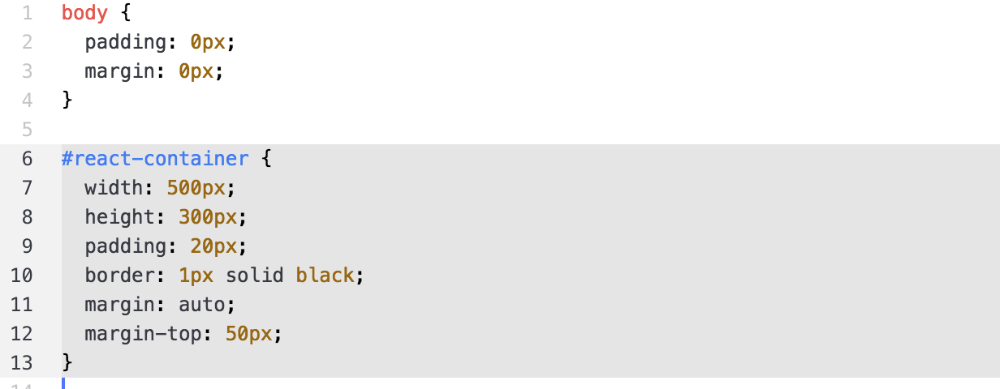 1 body {
2   padding: 0px;
3   margin: 0px;
4 }
5
6 #react-container {
7   width: 500px;
8   height: 300px;
9   padding: 20px;
10   border: 1px solid black;
11   margin: auto;
12   margin-top: 50px;
13 }
14